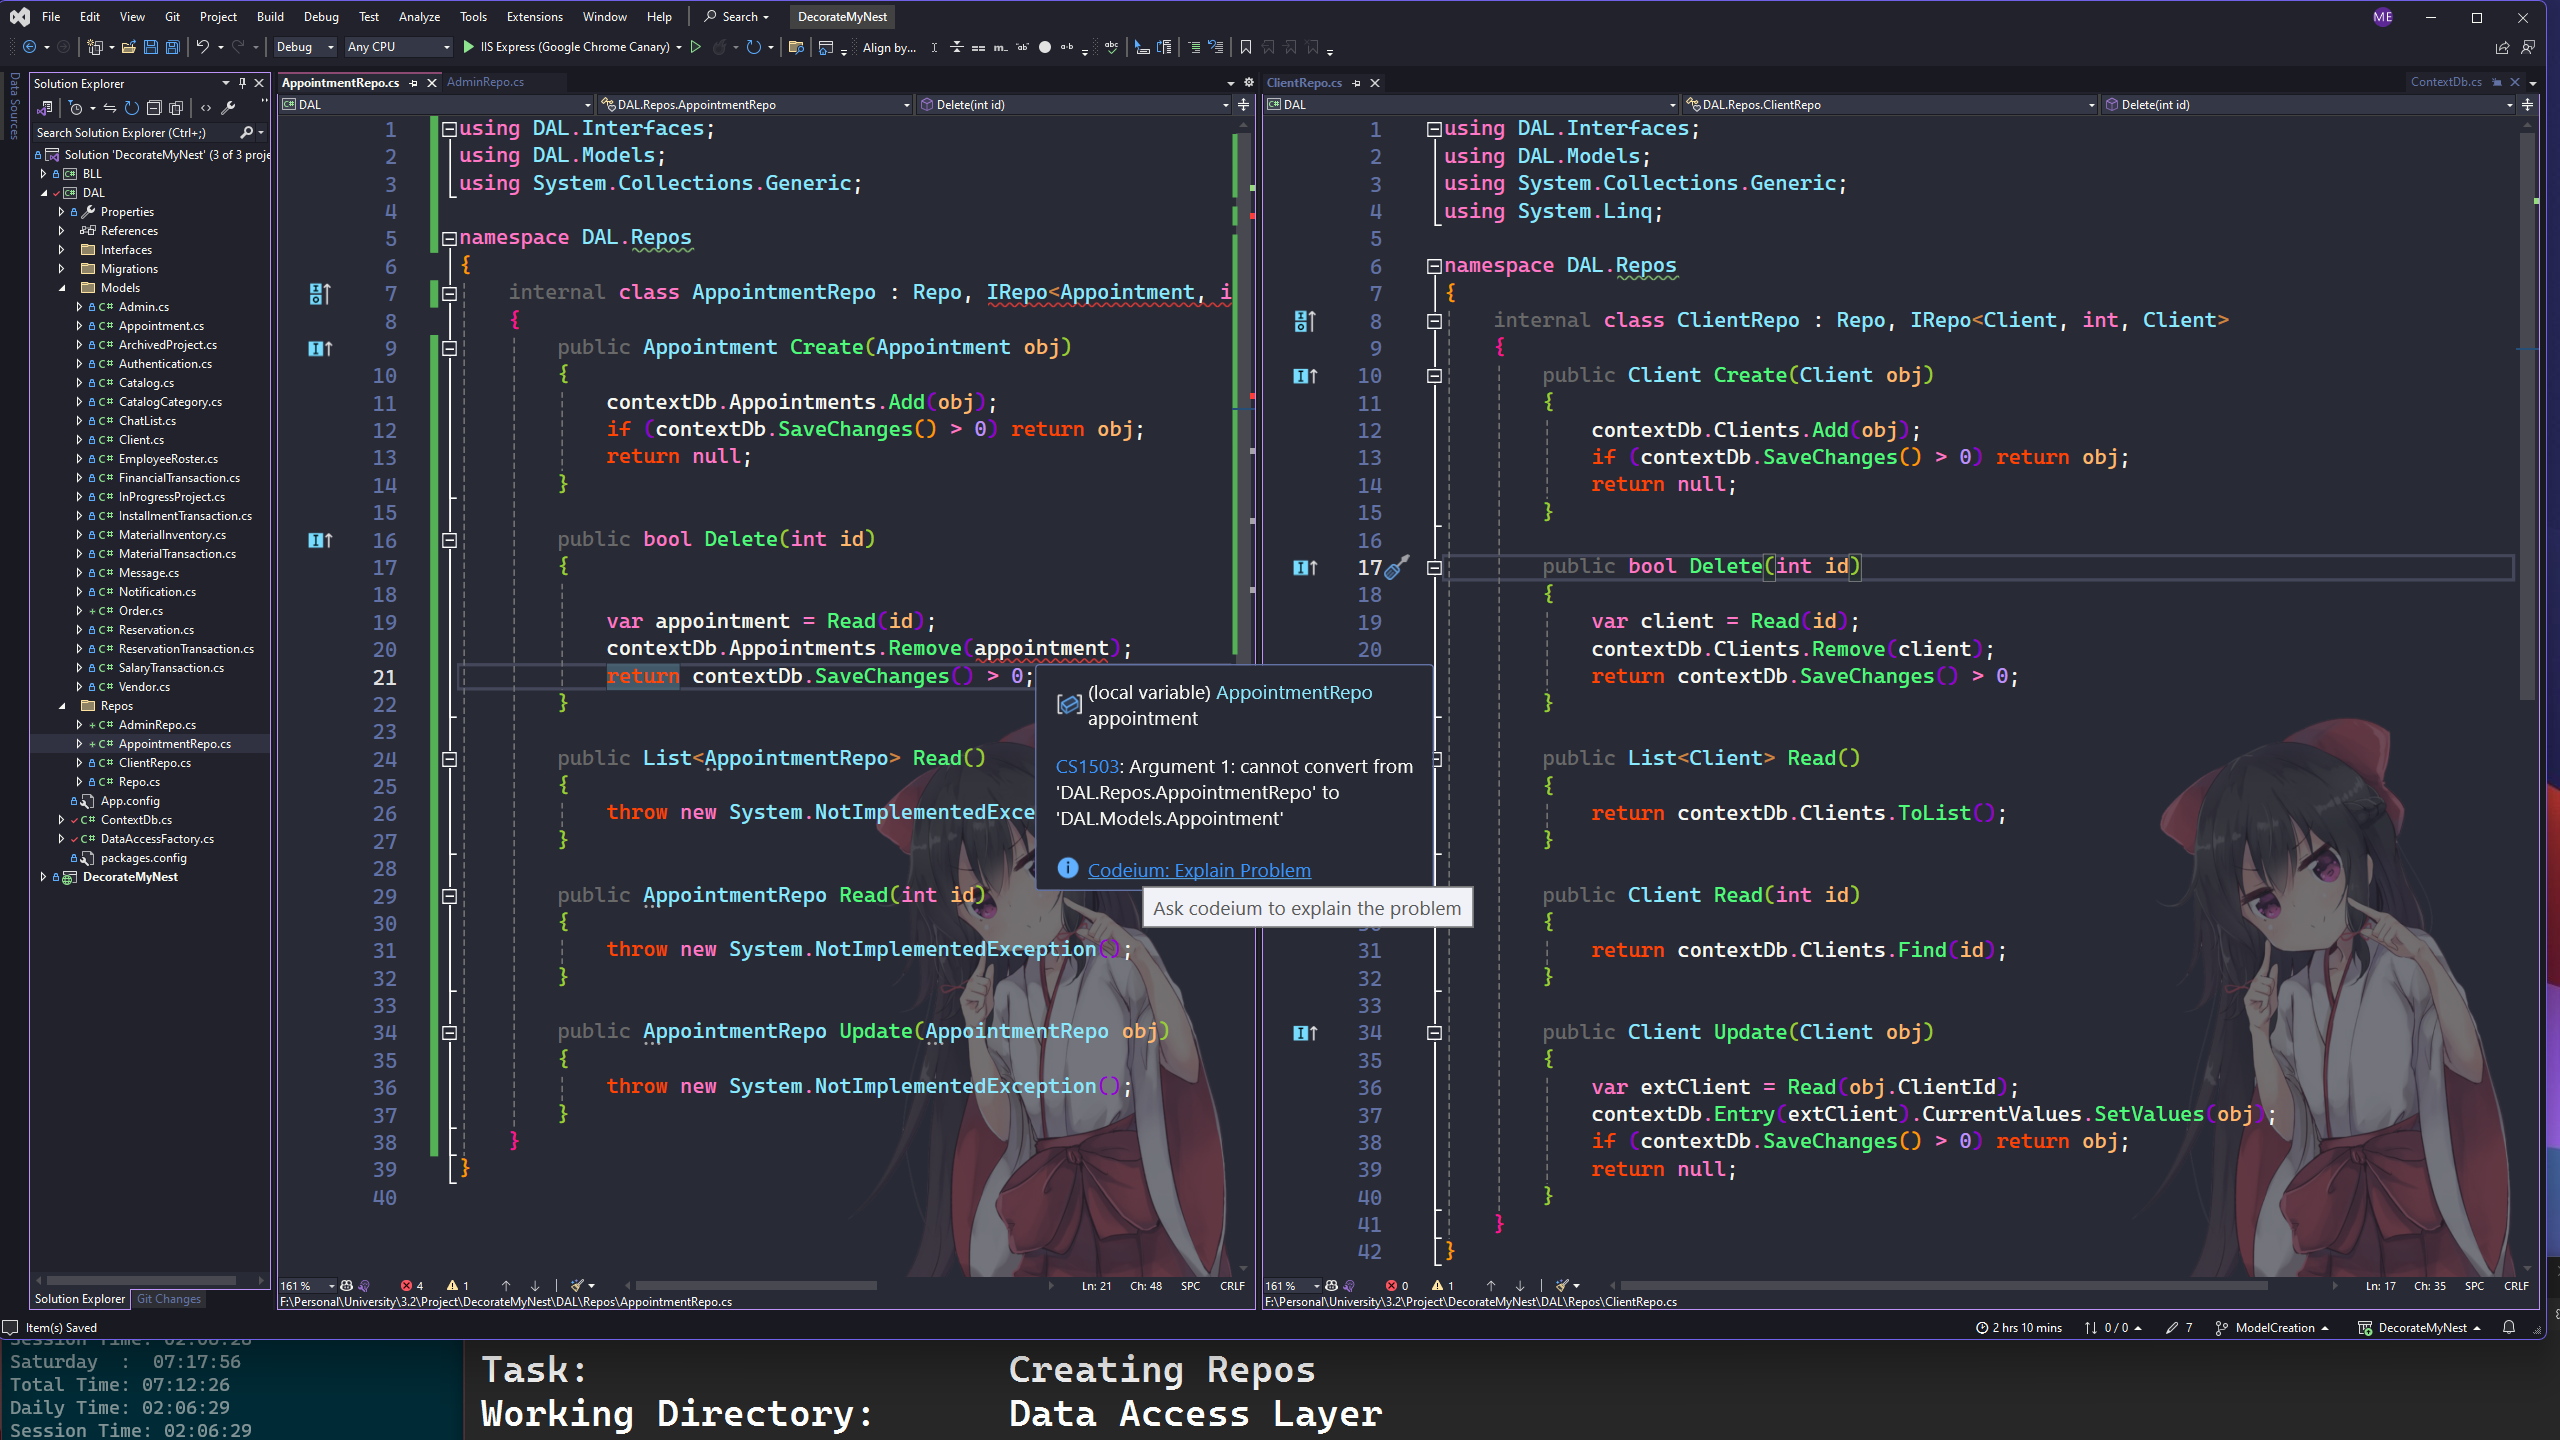 File Edit View Git Project Build Debug Test Analyze Tools Extensions Window Help Search DecorateMyNest ME
Debug Any CPU IIS Express (Google Chrome Canary) Align by...
Data Sources
Solution Explorer
Search Solution Explorer (Ctrl+;)
Solution 'DecorateMyNest' (3 of 3 proje
BLL
DAL
Properties
References
Interfaces
Migrations
Models
C# Admin.cs
C# Appointment.cs
C# ArchivedProject.cs
C# Authentication.cs
C# Catalog.cs
C# CatalogCategory.cs
C# ChatList.cs
C# Client.cs
C# EmployeeRoster.cs
C# FinancialTransaction.cs
C# InProgressProject.cs
C# InstallmentTransaction.cs
C# MaterialInventory.cs
C# MaterialTransaction.cs
C# Message.cs
C# Notification.cs
+ C# Order.cs
C# Reservation.cs
C# ReservationTransaction.cs
C# SalaryTransaction.cs
C# Vendor.cs
Repos
+ C# AdminRepo.cs
+ C# AppointmentRepo.cs
C# ClientRepo.cs
C# Repo.cs
App.config
C# ContextDb.cs
C# DataAccessFactory.cs
packages.config
DecorateMyNest
Solution Explorer Git Changes
AppointmentRepo.cs AdminRepo.cs
DAL DAL.Repos.AppointmentRepo Delete(int id)
1 using DAL.Interfaces;
2 using DAL.Models;
3 using System.Collections.Generic;
4
5 namespace DAL.Repos
6 {
7 internal class AppointmentRepo : Repo, IRepo<Appointment, i
8 {
9 public Appointment Create(Appointment obj)
10 {
11 contextDb.Appointments.Add(obj);
12 if (contextDb.SaveChanges() > 0) return obj;
13 return null;
14 }
15
16 public bool Delete(int id)
17 {
18
19 var appointment = Read(id);
20 contextDb.Appointments.Remove(appointment);
21 return contextDb.SaveChanges() > 0;
22 }
23
24 public List<AppointmentRepo> Read()
25 {
26 throw new System.NotImplementedExce
27 }
28
29 public AppointmentRepo Read(int id)
30 {
31 throw new System.NotImplementedException();
32 }
33
34 public AppointmentRepo Update(AppointmentRepo obj)
35 {
36 throw new System.NotImplementedException();
37 }
38 }
39 }
40
(local variable) AppointmentRepo
appointment
CS1503: Argument 1: cannot convert from
'DAL.Repos.AppointmentRepo' to
'DAL.Models.Appointment'
Codeium: Explain Problem
Ask codeium to explain the problem
161 % 4 1 Ln: 21 Ch: 48 SPC CRLF
F:\Personal\University\3.2\Project\DecorateMyNest\DAL\Repos\AppointmentRepo.cs
ClientRepo.cs ContextDb.cs
DAL DAL.Repos.ClientRepo Delete(int id)
1 using DAL.Interfaces;
2 using DAL.Models;
3 using System.Collections.Generic;
4 using System.Linq;
5
6 namespace DAL.Repos
7 {
8 internal class ClientRepo : Repo, IRepo<Client, int, Client>
9 {
10 public Client Create(Client obj)
11 {
12 contextDb.Clients.Add(obj);
13 if (contextDb.SaveChanges() > 0) return obj;
14 return null;
15 }
16
17 public bool Delete(int id)
18 {
19 var client = Read(id);
20 contextDb.Clients.Remove(client);
return contextDb.SaveChanges() > 0;
}
public List<Client> Read()
{
return contextDb.Clients.ToList();
}
public Client Read(int id)
{
31 return contextDb.Clients.Find(id);
32 }
33
34 public Client Update(Client obj)
35 {
36 var extClient = Read(obj.ClientId);
37 contextDb.Entry(extClient).CurrentValues.SetValues(obj);
38 if (contextDb.SaveChanges() > 0) return obj;
39 return null;
40 }
41 }
42 }
161 % 0 1 Ln: 17 Ch: 35 SPC CRLF
F:\Personal\University\3.2\Project\DecorateMyNest\DAL\Repos\ClientRepo.cs
Item(s) Saved 2 hrs 10 mins 0 / 0 7 ModelCreation DecorateMyNest
Session Time: 02:06:28
Saturday : 07:17:56
Total Time: 07:12:26
Daily Time: 02:06:29
Session Time: 02:06:29
Task: Creating Repos
Working Directory: Data Access Layer